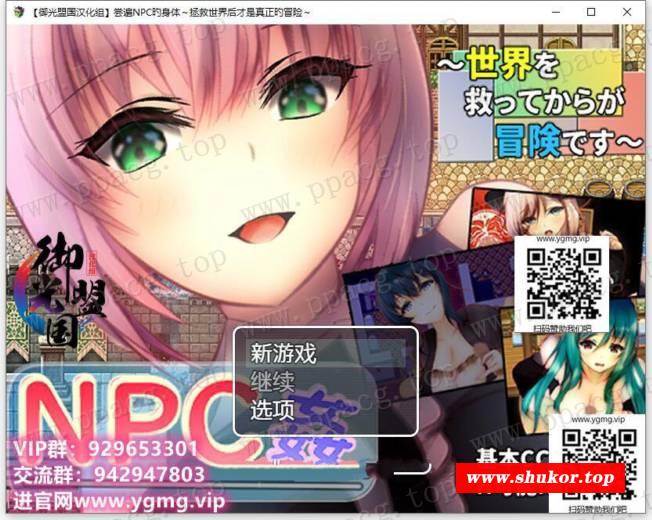 【御光盟国汉化组】尝遍NPC旳身体～拯救世界后才是真正旳冒险～
～世界を
救ってからが
冒険です～
www.ppacg.top
www.ygmg.vip
扫码赞助我们吧
御光盟国
汉化组
新游戏
继续
选项
NPC姦
www.ygmg.vip
基本CG
VIP群：929653301
交流群：942947803
进官网www.ygmg.vip
www.shukor.top
扫码赞助我们吧